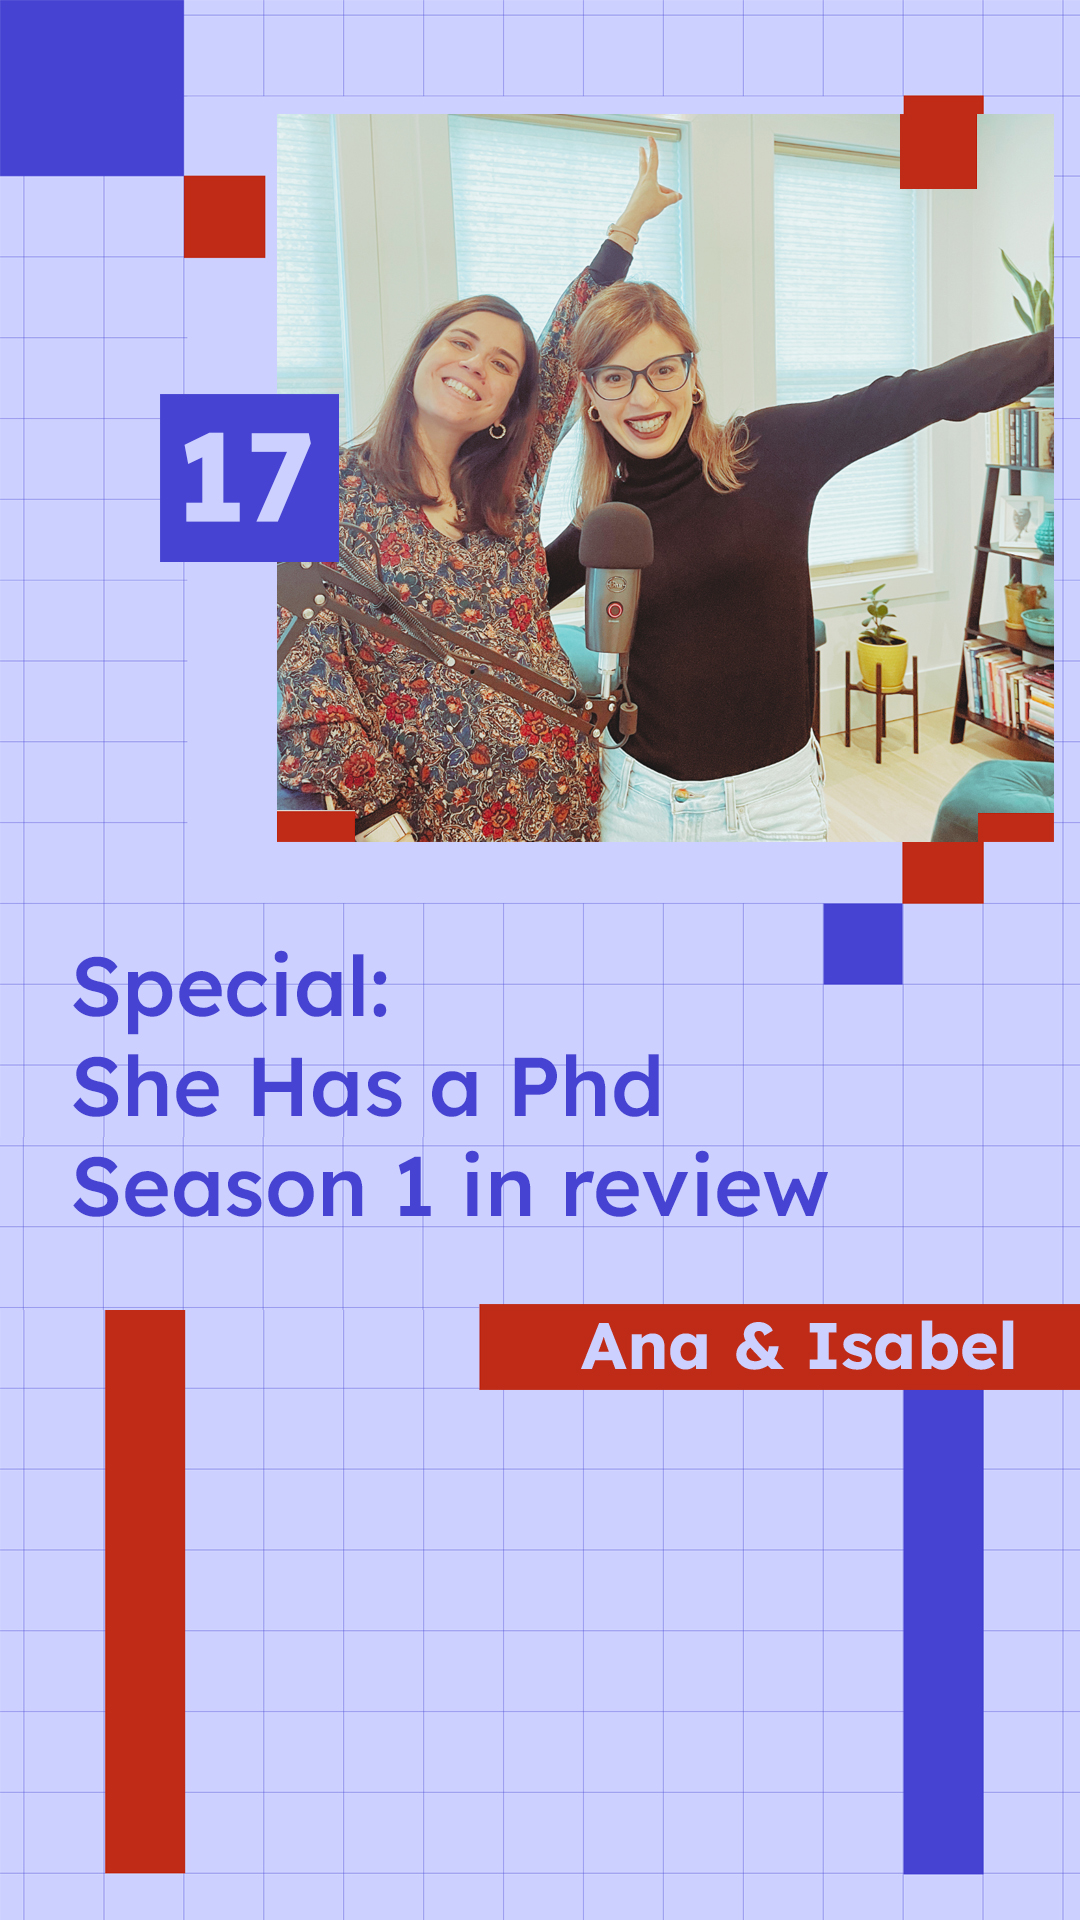 17
Special:
She Has a Phd
Season 1 in review
Ana & Isabel